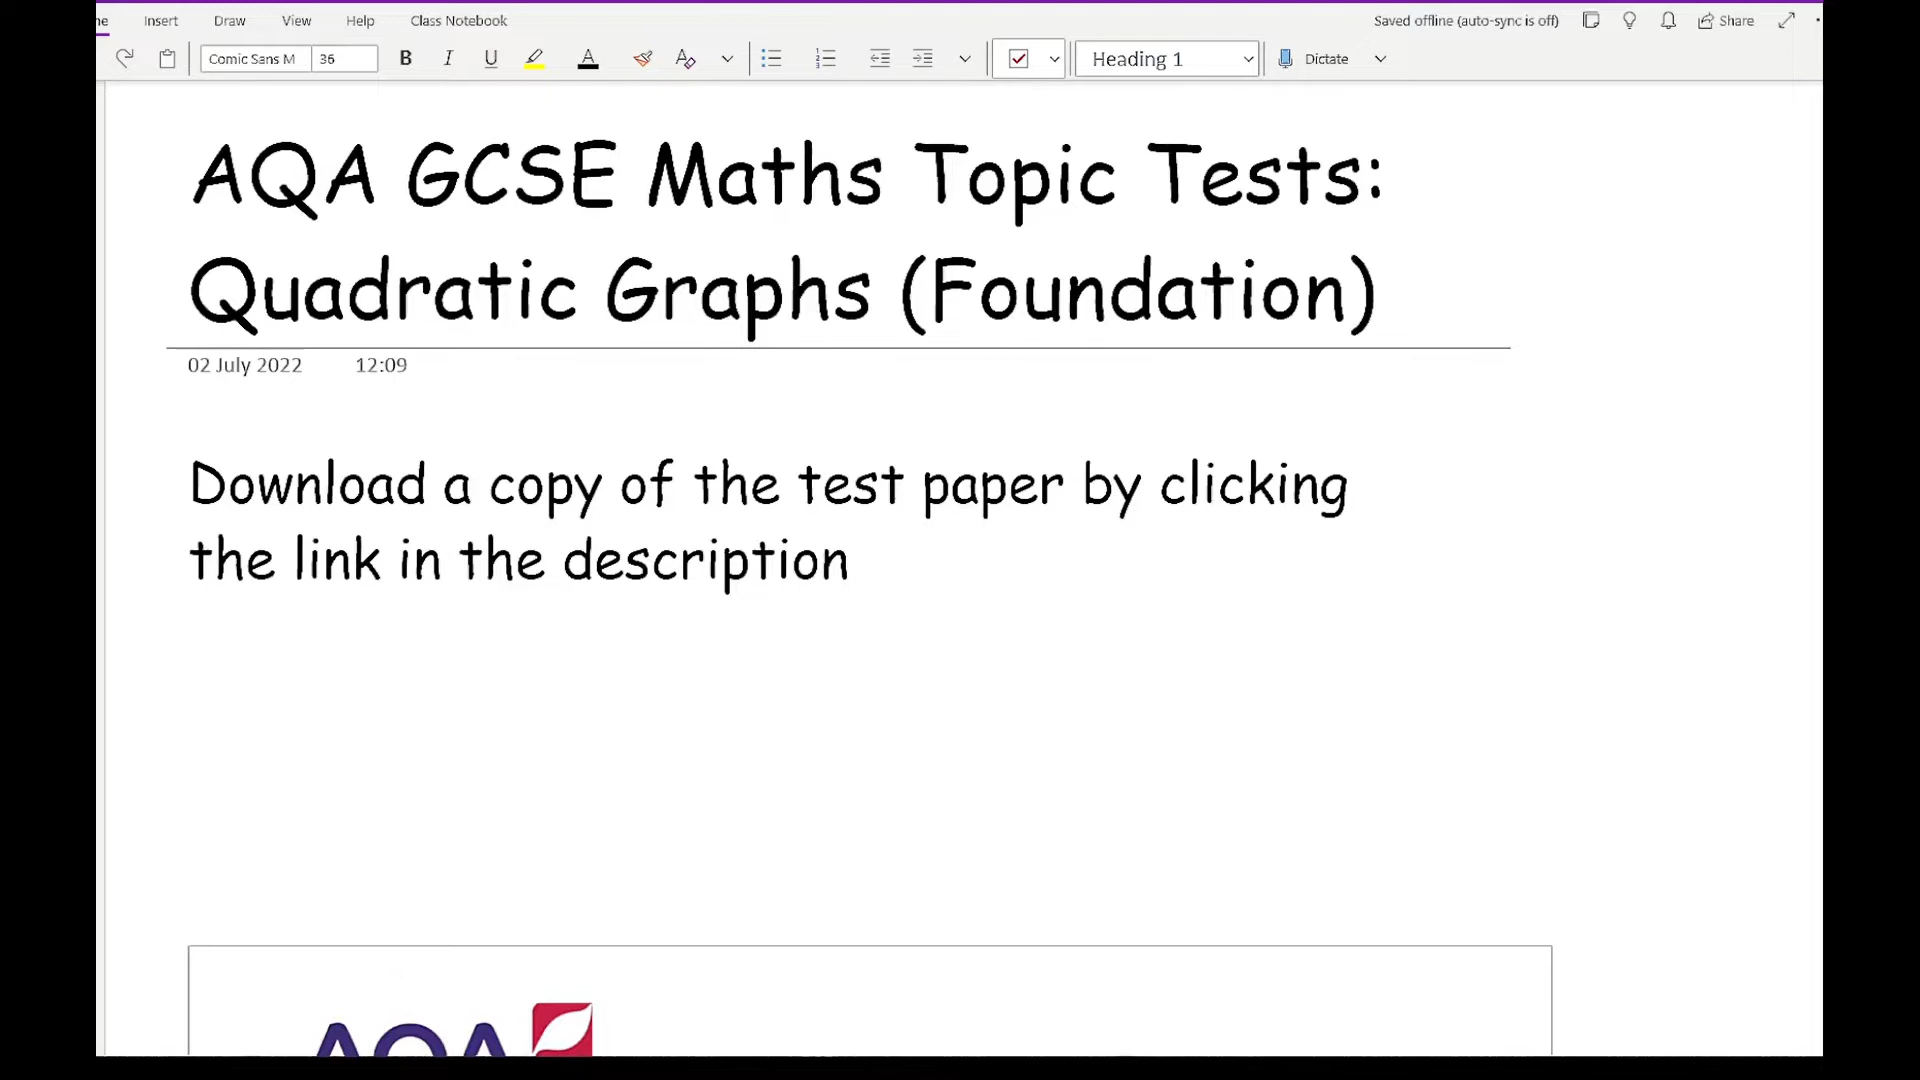 Insert Draw View Help Class Notebook Saved offline (auto-sync is off) Share
Comic Sans M 36 B I U A Heading 1 Dictate
AQA GCSE Maths Topic Tests:
Quadratic Graphs (Foundation)
02 July 2022 12:09
Download a copy of the test paper by clicking
the link in the description
AQA